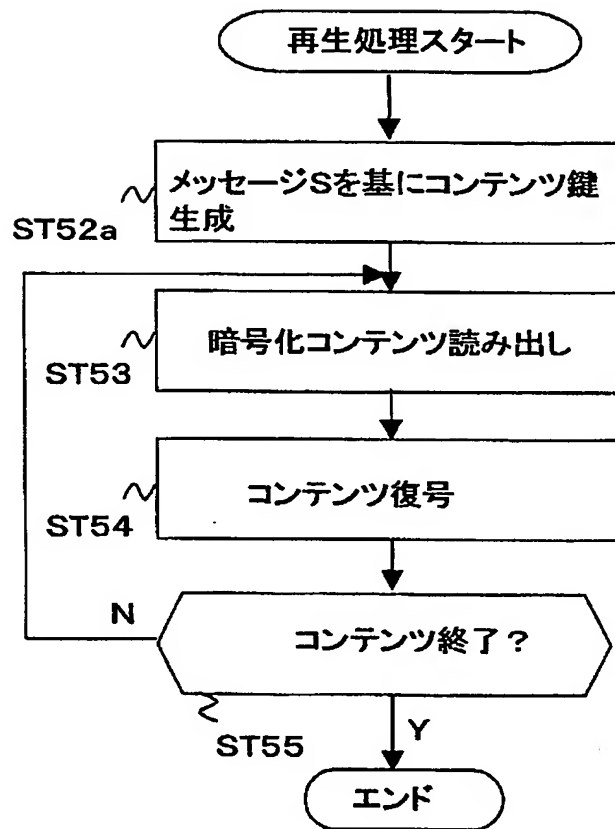 再生処理スタート
メッセージSを基にコンテンツ鍵
生成
ST52a
暗号化コンテンツ読み出し
ST53
コンテンツ復号
ST54
N
コンテンツ終了？
ST55
Y
エンド